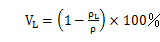 V_L = (1 − ρ_L/ρ) × 100%